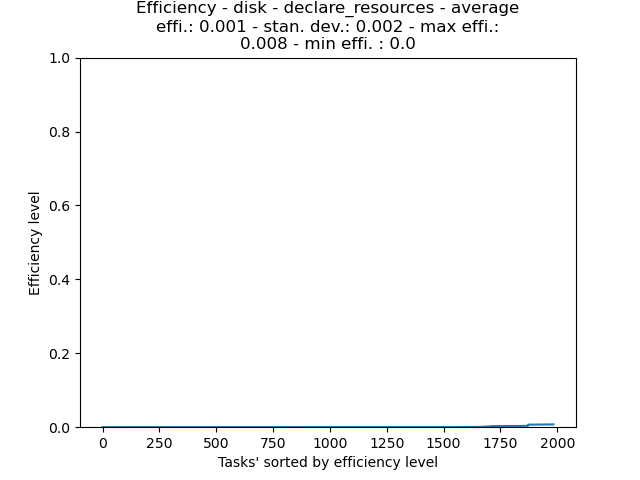 Efficiency - disk - declare_resources - average
effi.: 0.001 - stan. dev.: 0.002 - max effi.:
0.008 - min effi. : 0.0
1.0
0.8
0.6
0.4
0.2
0.0
Efficiency level
0 250 500 750 1000 1250 1500 1750 2000
Tasks' sorted by efficiency level